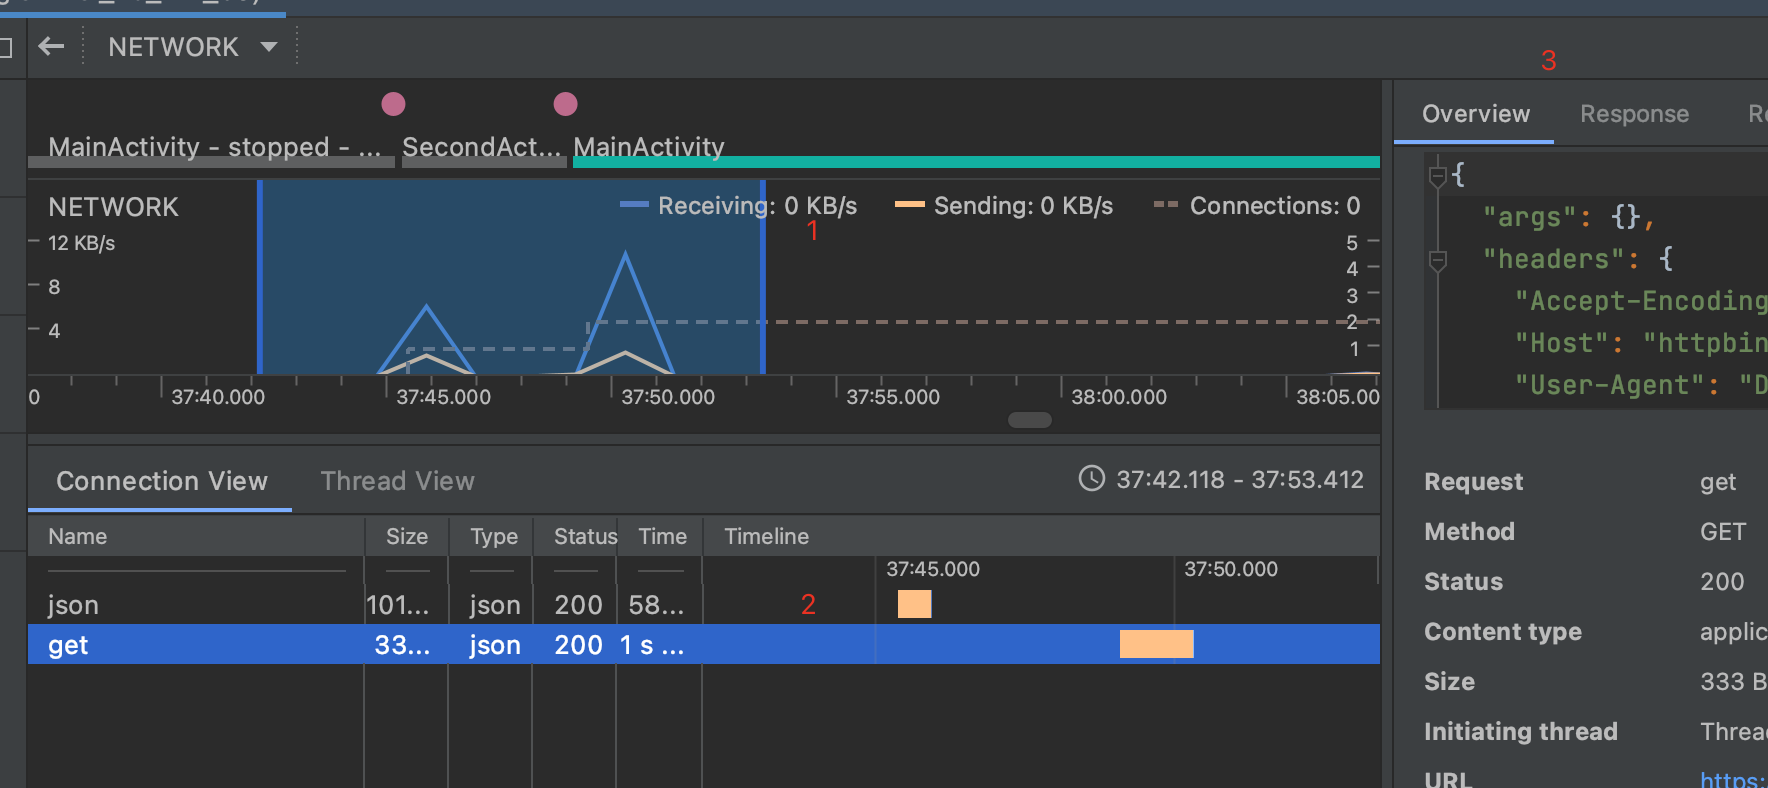 NETWORK
3
MainActivity - stopped - ... SecondAct... MainActivity
NETWORK
Receiving: 0 KB/s Sending: 0 KB/s Connections: 0
1
12 KB/s
8
4
5
4
3
2
1
0 37:40.000 37:45.000 37:50.000 37:55.000 38:00.000 38:05.00
Connection View Thread View 37:42.118 - 37:53.412
Name Size Type Status Time Timeline
37:45.000 37:50.000
json 101... json 200 58... 2
get 33... json 200 1 s ...
Overview Response Re
{
"args": {},
"headers": {
"Accept-Encoding
"Host": "httpbin
"User-Agent": "D
Request get
Method GET
Status 200
Content type applic
Size 333 B
Initiating thread Threa
URL https: